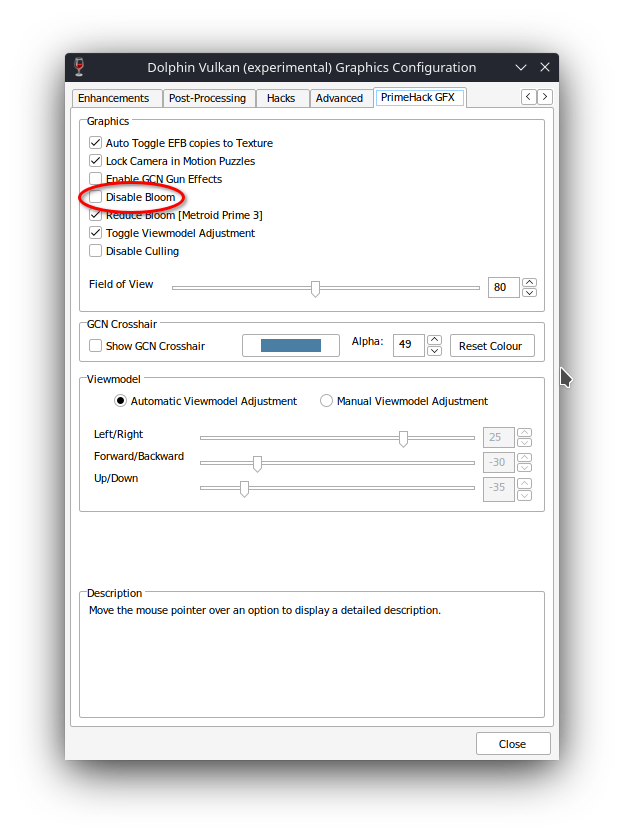 Dolphin Vulkan (experimental) Graphics Configuration
Enhancements Post-Processing Hacks Advanced PrimeHack GFX
Graphics
Auto Toggle EFB copies to Texture
Lock Camera in Motion Puzzles
Enable GCN Gun Effects
Disable Bloom
Reduce Bloom [Metroid Prime 3]
Toggle Viewmodel Adjustment
Disable Culling
Field of View 80
GCN Crosshair
Show GCN Crosshair Alpha: 49 Reset Colour
Viewmodel
Automatic Viewmodel Adjustment Manual Viewmodel Adjustment
Left/Right 25
Forward/Backward -30
Up/Down -35
Description
Move the mouse pointer over an option to display a detailed description.
Close